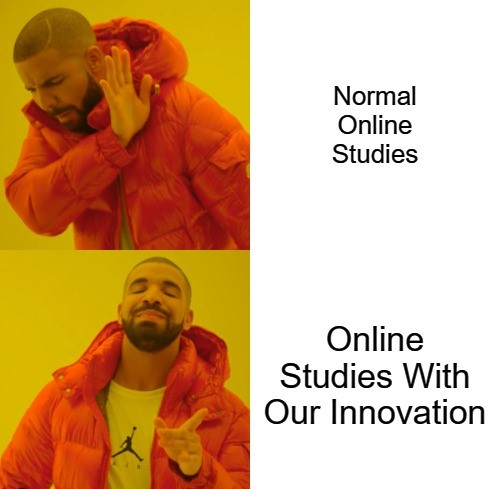 Normal
Online
Studies
Online
Studies With
Our Innovation